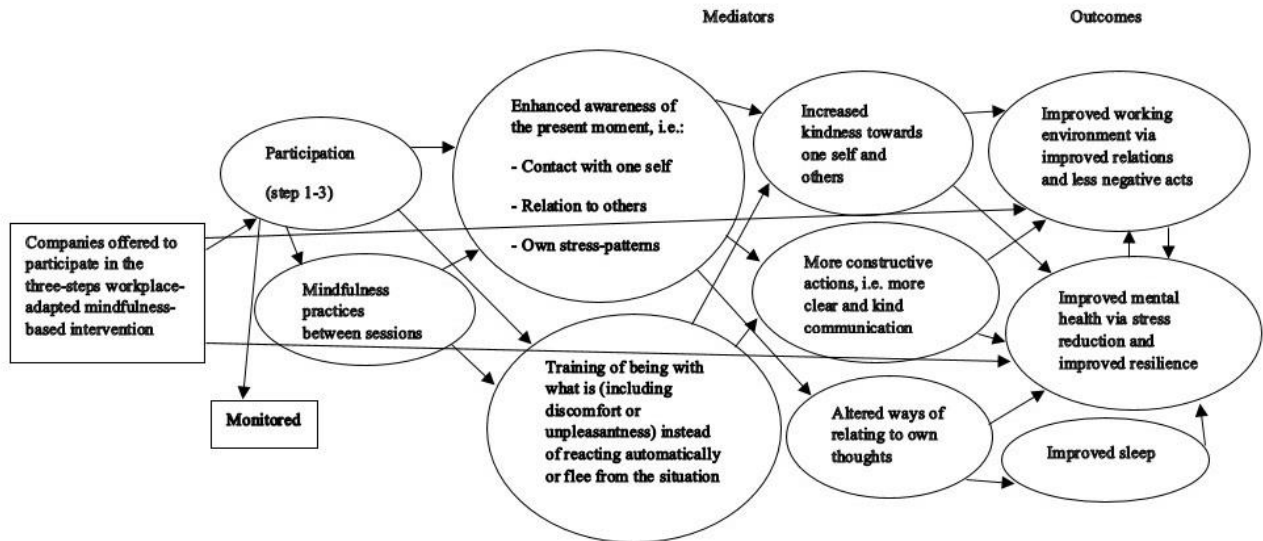 Mediators
Outcomes
Companies offered to
participate in the
three-steps workplace-
adapted mindfulness-
based intervention
Participation
(step 1-3)
Mindfulness
practices
between sessions
Monitored
Enhanced awareness of
the present moment, i.e.:
- Contact with one self
- Relation to others
- Own stress-patterns
Training of being with
what is (including
discomfort or
unpleasantness) instead
of reacting automatically
or flee from the situation
Increased
kindness towards
one self and
others
More constructive
actions, i.e. more
clear and kind
communication
Altered ways of
relating to own
thoughts
Improved working
environment via
improved relations
and less negative acts
Improved mental
health via stress
reduction and
improved resilience
Improved sleep